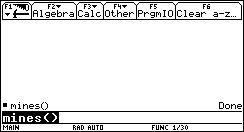 F1▼ F2▼ Algebra F3▼ Calc F4▼ Other F5 PrgmIO F6 Clear a-z…
■ mines() Done
mines()
MAIN RAD AUTO FUNC 1/30